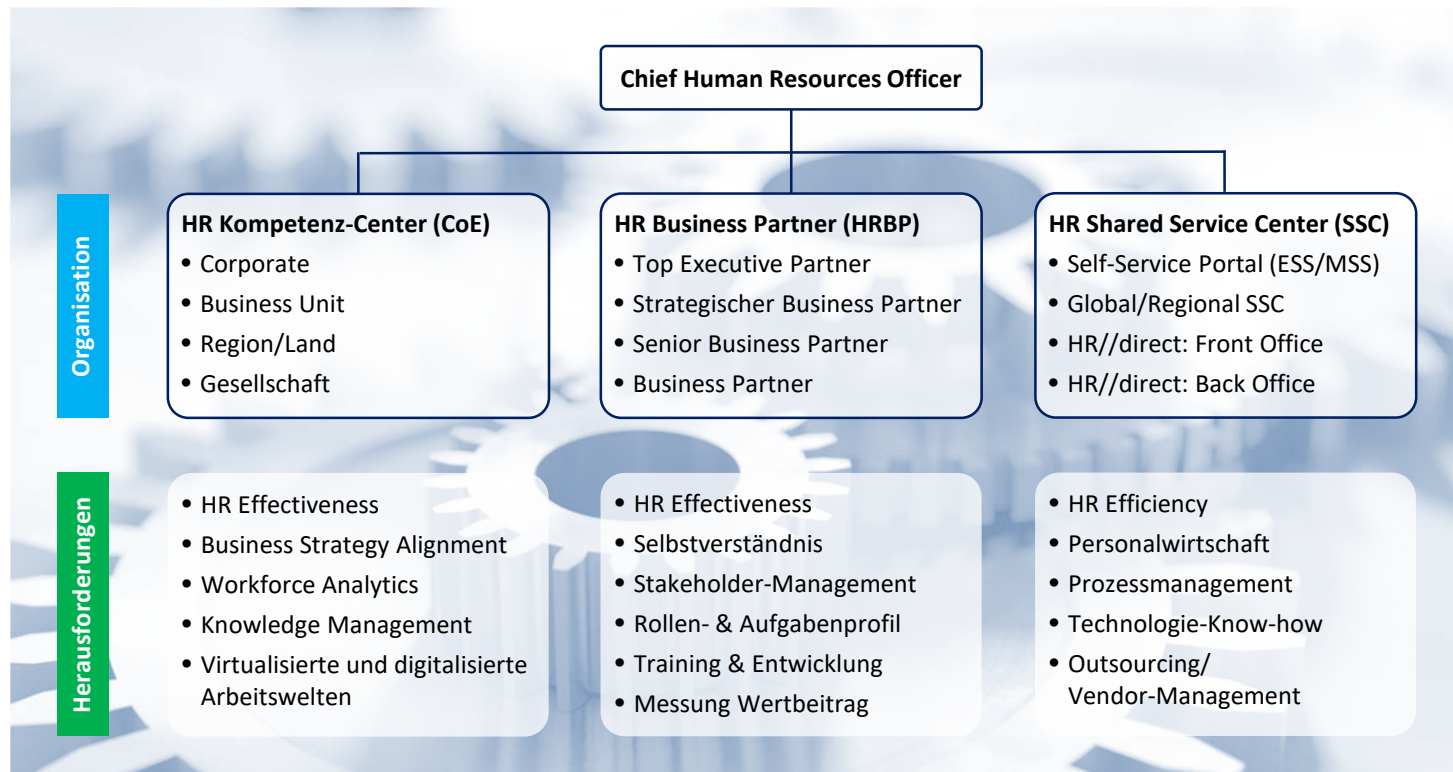 Chief Human Resources Officer
Organisation
HR Kompetenz-Center (CoE)
• Corporate
• Business Unit
• Region/Land
• Gesellschaft
HR Business Partner (HRBP)
• Top Executive Partner
• Strategischer Business Partner
• Senior Business Partner
• Business Partner
HR Shared Service Center (SSC)
• Self-Service Portal (ESS/MSS)
• Global/Regional SSC
• HR//direct: Front Office
• HR//direct: Back Office
Herausforderungen
• HR Effectiveness
• Business Strategy Alignment
• Workforce Analytics
• Knowledge Management
• Virtualisierte und digitalisierte
Arbeitswelten
• HR Effectiveness
• Selbstverständnis
• Stakeholder-Management
• Rollen- & Aufgabenprofil
• Training & Entwicklung
• Messung Wertbeitrag
• HR Efficiency
• Personalwirtschaft
• Prozessmanagement
• Technologie-Know-how
• Outsourcing/
Vendor-Management